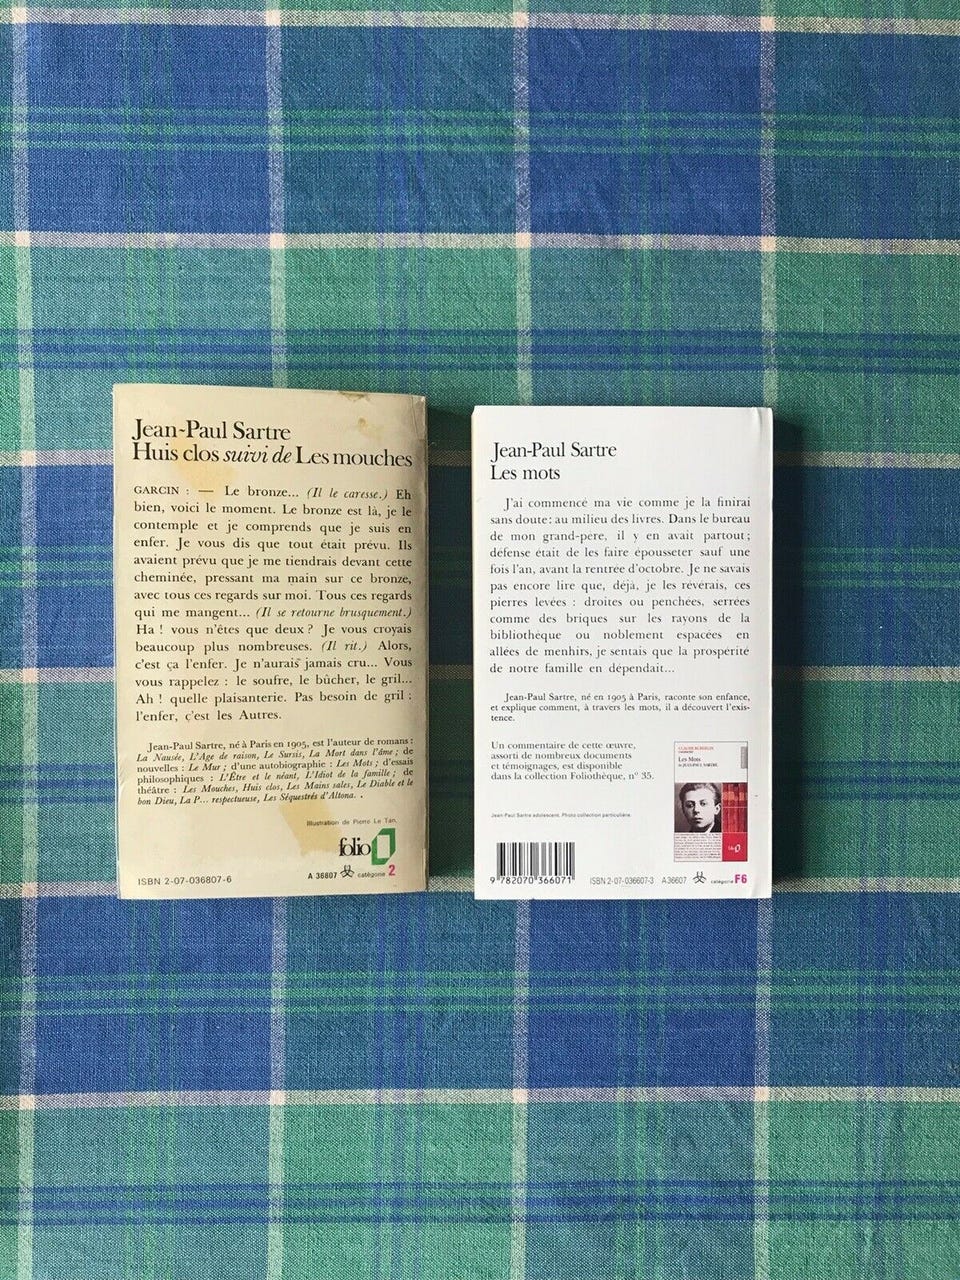 Jean-Paul Sartre
Huis clos suivi de Les mouches
GARCIN : — Le bronze... (Il le caresse.) Eh
bien, voici le moment. Le bronze est là, je le
contemple et je comprends que je suis en
enfer. Je vous dis que tout était prévu. Ils
avaient prévu que je me tiendrais devant cette
cheminée, pressant ma main sur ce bronze,
avec tous ces regards sur moi. Tous ces regards
qui me mangent... (Il se retourne brusquement.)
Ha ! vous n'êtes que deux ? Je vous croyais
beaucoup plus nombreuses. (Il rit.) Alors,
c'est ça l'enfer. Je n'aurais jamais cru... Vous
vous rappelez : le soufre, le bûcher, le gril...
Ah ! quelle plaisanterie. Pas besoin de gril :
l'enfer, c'est les Autres.
Jean-Paul Sartre, né à Paris en 1905, est l'auteur de romans :
La Nausée, L'Age de raison, Le Sursis, La Mort dans l'âme ; de
nouvelles : Le Mur ; d'une autobiographie : Les Mots ; d'essais
philosophiques : L'Être et le néant, L'Idiot de la famille ; de
théâtre : Les Mouches, Huis clos, Les Mains sales, Le Diable et le
bon Dieu, La P... respectueuse, Les Séquestrés d'Altona. .
Illustration de Pierre Le Tan.
folio
ISBN 2-07-036807-6 A 36807 catégorie 2
Jean-Paul Sartre
Les mots
J'ai commencé ma vie comme je la finirai
sans doute : au milieu des livres. Dans le bureau
de mon grand-père, il y en avait partout ;
défense était de les faire épousseter sauf une
fois l'an, avant la rentrée d'octobre. Je ne savais
pas encore lire que, déjà, je les révérais, ces
pierres levées : droites ou penchées, serrées
comme des briques sur les rayons de la
bibliothèque ou noblement espacées en
allées de menhirs, je sentais que la prospérité
de notre famille en dépendait...
Jean-Paul Sartre, né en 1905 à Paris, raconte son enfance,
et explique comment, à travers les mots, il a découvert l'exis-
tence.
Un commentaire de cette œuvre,
assorti de nombreux documents
et témoignages, est disponible
dans la collection Foliothèque, n° 35.
Les Mots
DE JEAN-PAUL SARTRE
Jean-Paul Sartre adolescent. Photo collection particulière.
9 782070 366071 ISBN 2-07-036607-3 A 36607 catégorie F6